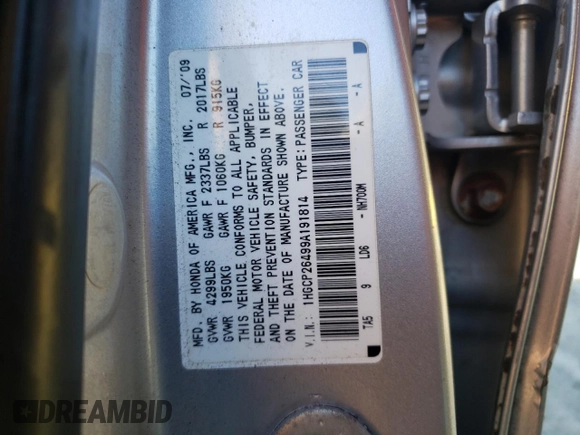 MFD. BY HONDA OF AMERICA MFG., INC. 07/'09
GVWR 4299LBS GAWR F 2337LBS R 2017LBS
GVWR 1950KG GAWR F 1060KG R 915KG
THIS VEHICLE CONFORMS TO ALL APPLICABLE
FEDERAL MOTOR VEHICLE SAFETY, BUMPER,
AND THEFT PREVENTION STANDARDS IN EFFECT
ON THE DATE OF MANUFACTURE SHOWN ABOVE.
V.I.N.: 1HGCP26499A191814 TYPE: PASSENGER CAR
TA5 9 LD6 - NH700M - A - A
DREAMBID